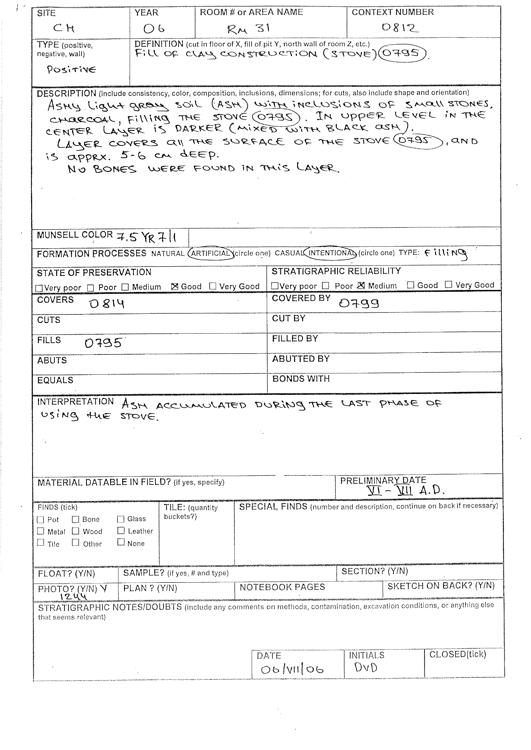 SITE YEAR ROOM # or AREA NAME CONTEXT NUMBER
CH 06 RM 31 0812
TYPE (positive, negative, wall)
Positive
DEFINITION (cut in floor of X, fill of pit Y, north wall of room Z, etc.)
Fill of clay construction (stove) 0795.
DESCRIPTION (include consistency, color, composition, inclusions, dimensions; for cuts, also include shape and orientation)
Ashy light gray soil (ash) with inclusions of small stones,
charcoal, filling the stove 0795. In upper level in the
center layer is darker (mixed with black ash).
Layer covers all the surface of the stove 0795, and
is apprx. 5-6 cm deep.
No bones were found in this layer.
MUNSELL COLOR 7.5 YR 7/1
FORMATION PROCESSES NATURAL ARTIFICIAL (circle one) CASUAL INTENTIONAL (circle one) TYPE: Filling
STATE OF PRESERVATION STRATIGRAPHIC RELIABILITY
☐ Very poor ☐ Poor ☐ Medium ☒ Good ☐ Very Good ☐ Very poor ☐ Poor ☒ Medium ☐ Good ☐ Very Good
COVERS 0814 COVERED BY 0799
CUTS CUT BY
FILLS 0795 FILLED BY
ABUTS ABUTTED BY
EQUALS BONDS WITH
INTERPRETATION Ash accumulated during the last phase of
using the stove.
MATERIAL DATABLE IN FIELD? (if yes, specify) PRELIMINARY DATE
VI - VII A.D.
FINDS (tick)
☐ Pot ☐ Bone ☐ Glass
☐ Metal ☐ Wood ☐ Leather
☐ Tile ☐ Other ☐ None
TILE: (quantity buckets?)
SPECIAL FINDS (number and description, continue on back if necessary)
FLOAT? (Y/N) SAMPLE? (if yes, # and type) SECTION? (Y/N)
PHOTO? (Y/N) Y PLAN ? (Y/N) NOTEBOOK PAGES SKETCH ON BACK? (Y/N)
1244
STRATIGRAPHIC NOTES/DOUBTS (include any comments on methods, contamination, excavation conditions, or anything else
that seems relevant)
DATE INITIALS CLOSED(tick)
06/VII/06 DVD